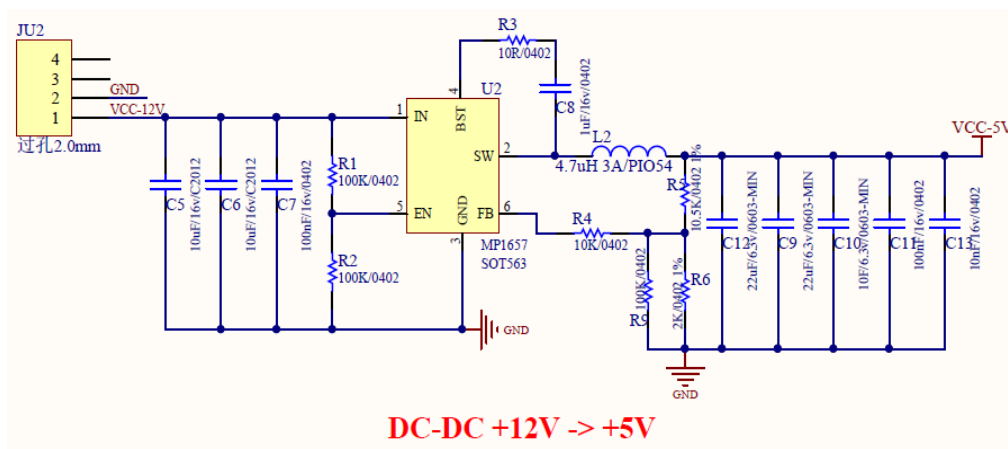 JU2
4
3
2
1
GND
VCC-12V
过孔2.0mm
C5
10uF/16v/C2012
C6
10uF/16v/C2012
C7
100nF/16v/0402
R1
100K/0402
R2
100K/0402
R3
10R/0402
C8
1uF/16v/0402
U2
4
BST
1
IN
2
SW
5
EN
GND
3
FB
6
MP1657
SOT563
GND
L2
4.7uH 3A/PIO54
R4
10K/0402
R5
10.5K/0402 1%
R9
100K/0402
R6
2K/0402 1%
C12
22uF/6.3v/0603-MIN
C9
22uF/6.3v/0603-MIN
C10
10F/6.3v/0603-MIN
C11
100nF/16v/0402
C13
10nF/16v/0402
VCC-5V
GND
DC-DC +12V -> +5V